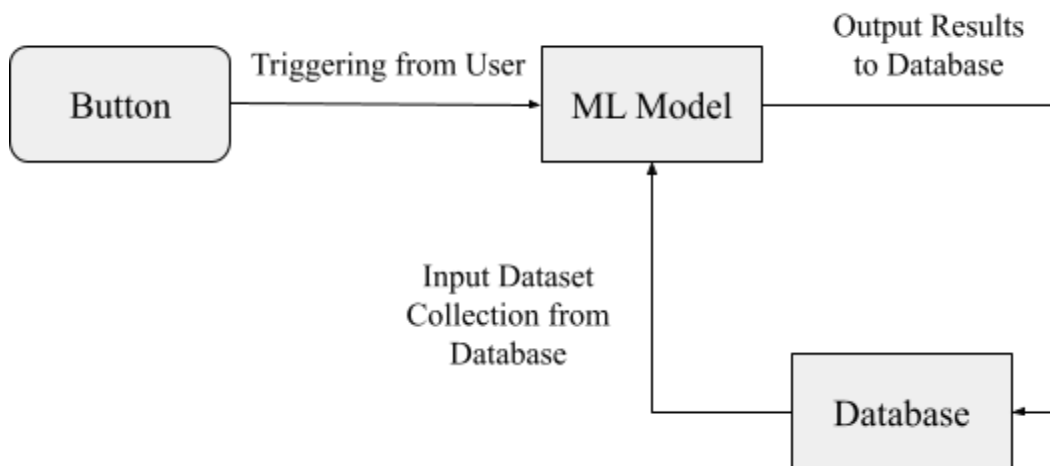 Output Results
to Database
Triggering from User
Button
ML Model
Input Dataset
Collection from
Database
Database